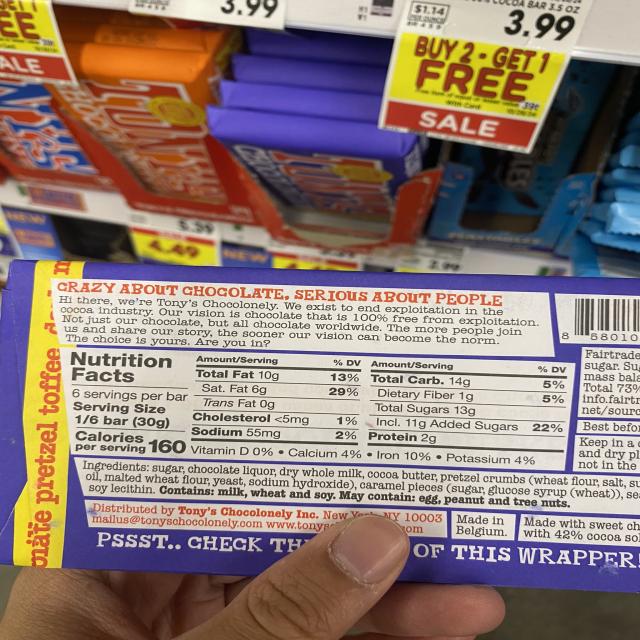 3.99
$1.14
COCOA BAR 3.5 OZ
3.99
BUY 2 - GET 1
FREE
With Card
SALE
EE
ALE
TONY'S
5.39
4.49
NEW
NEW
2.99
CRAZY ABOUT CHOCOLATE, SERIOUS ABOUT PEOPLE
Hi there, we're Tony's Chocolonely. We exist to end exploitation in the
cocoa industry. Our vision is chocolate that is 100% free from exploitation.
Not just our chocolate, but all chocolate worldwide. The more people join
us and share our story, the sooner our vision can become the norm.
The choice is yours. Are you in?
8 58010
Nutrition
Facts
6 servings per bar
Serving Size
1/6 bar (30g)
Calories
per serving 160
Amount/Serving % DV
Total Fat 10g 13%
Sat. Fat 6g 29%
Trans Fat 0g
Cholesterol <5mg 1%
Sodium 55mg 2%
Amount/Serving % DV
Total Carb. 14g 5%
Dietary Fiber 1g 5%
Total Sugars 13g
Incl. 11g Added Sugars 22%
Protein 2g
Vitamin D 0% • Calcium 4% • Iron 10% • Potassium 4%
Ingredients: sugar, chocolate liquor, dry whole milk, cocoa butter, pretzel crumbs (wheat flour, salt, su
oil, malted wheat flour, yeast, sodium hydroxide), caramel pieces (sugar, glucose syrup (wheat)), se
soy lecithin. Contains: milk, wheat and soy. May contain: egg, peanut and tree nuts.
Distributed by Tony's Chocolonely Inc. New York NY 10003
mailus@tonyschocolonely.com www.tonys om
Made in
Belgium.
Made with sweet ch
with 42% cocoa sol
Fairtrade
sugar. Su
mass bala
Total 73%
info.fairtr
net/sourc
Best befor
Keep in a c
and dry pl
not in the
PSSST.. CHECK TH OF THIS WRAPPER!
pretzel toffee